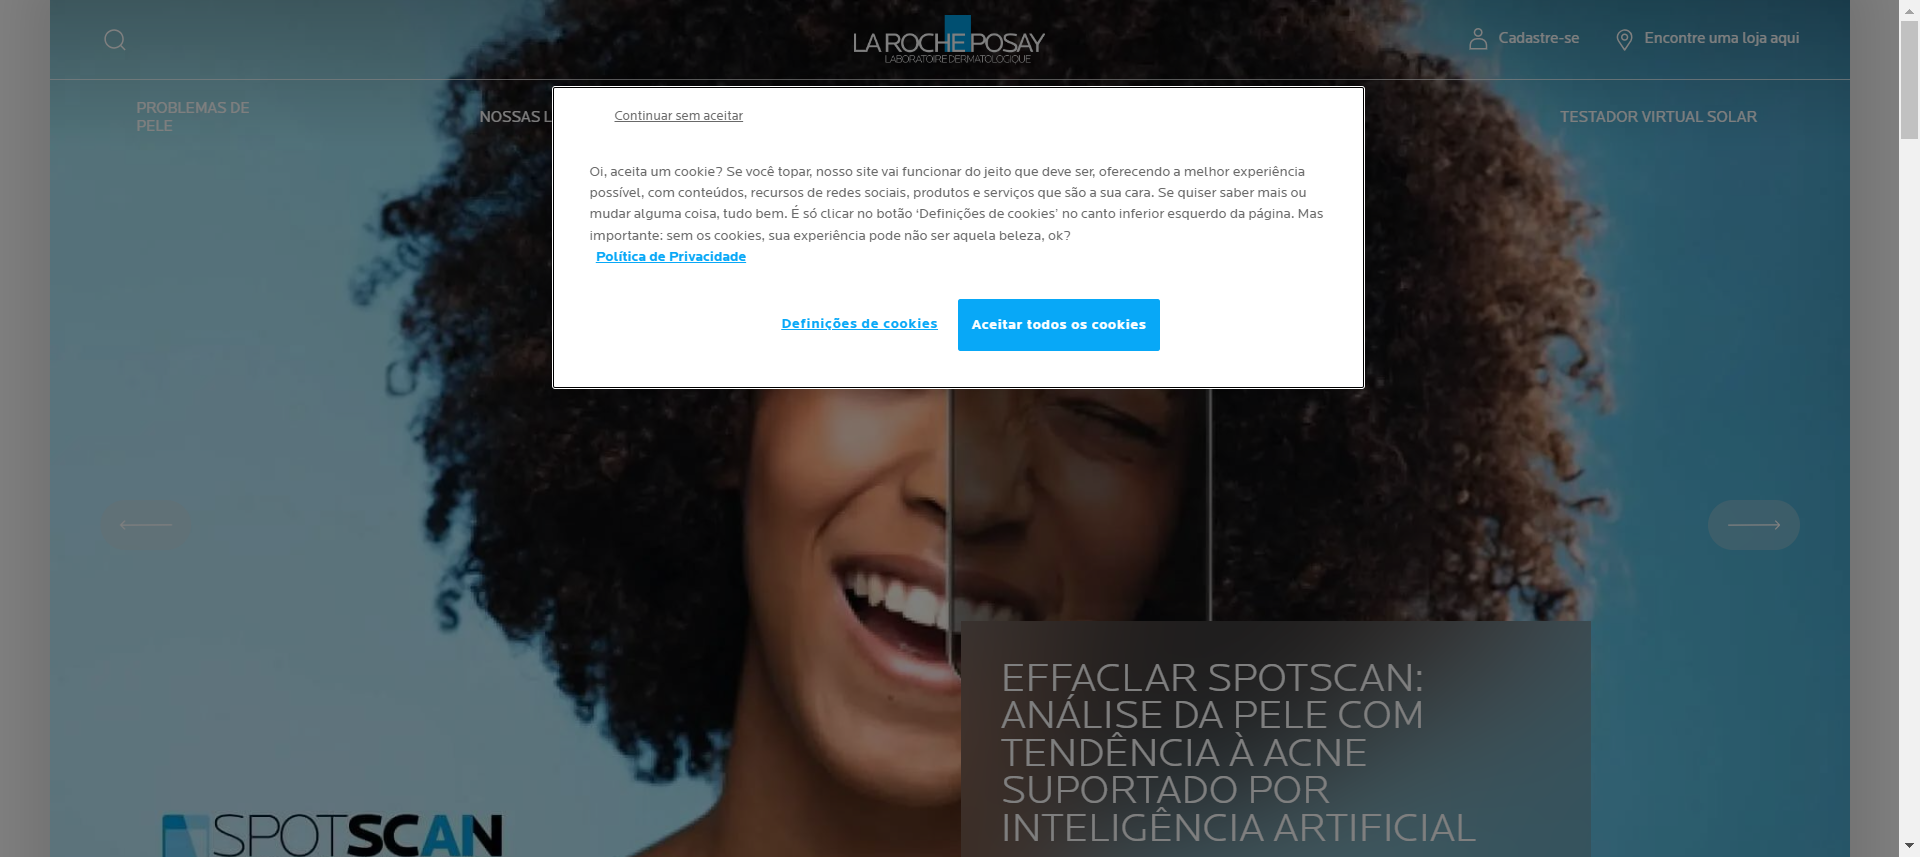 LA ROCHE POSAY
LABORATOIRE DERMATOLOGIQUE
Cadastre-se
Encontre uma loja aqui
PROBLEMAS DE
PELE
NOSSAS L
TESTADOR VIRTUAL SOLAR
Continuar sem aceitar
Oi, aceita um cookie? Se você topar, nosso site vai funcionar do jeito que deve ser, oferecendo a melhor experiência
possível, com conteúdos, recursos de redes sociais, produtos e serviços que são a sua cara. Se quiser saber mais ou
mudar alguma coisa, tudo bem. É só clicar no botão ‘Definições de cookies’ no canto inferior esquerdo da página. Mas
importante: sem os cookies, sua experiência pode não ser aquela beleza, ok?
Política de Privacidade
Definições de cookies
Aceitar todos os cookies
EFFACLAR SPOTSCAN:
ANÁLISE DA PELE COM
TENDÊNCIA À ACNE
SUPORTADO POR
INTELIGÊNCIA ARTIFICIAL
SPOTSCAN